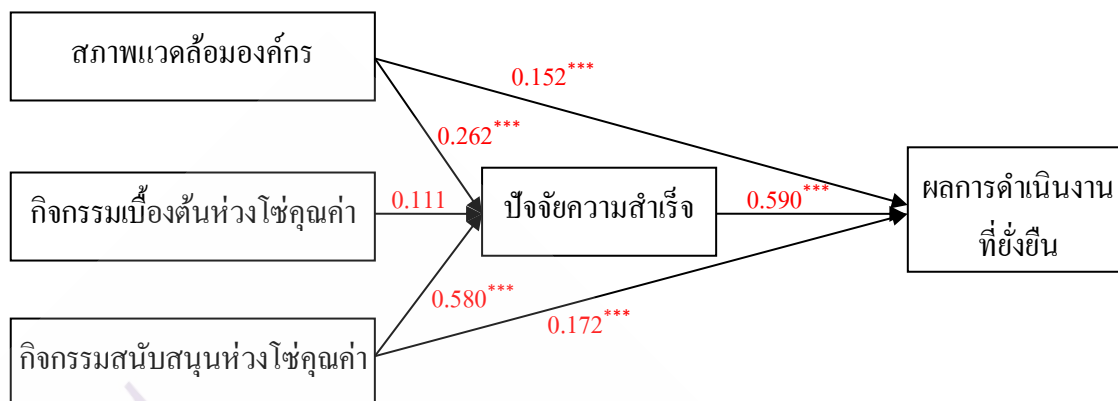 สภาพแวดล้อมองค์กร
0.152***
0.262***
กิจกรรมเบื้องต้นห่วงโซ่คุณค่า
0.111
ปัจจัยความสำเร็จ
0.590***
ผลการดำเนินงาน
ที่ยั่งยืน
0.580***
0.172***
กิจกรรมสนับสนุนห่วงโซ่คุณค่า